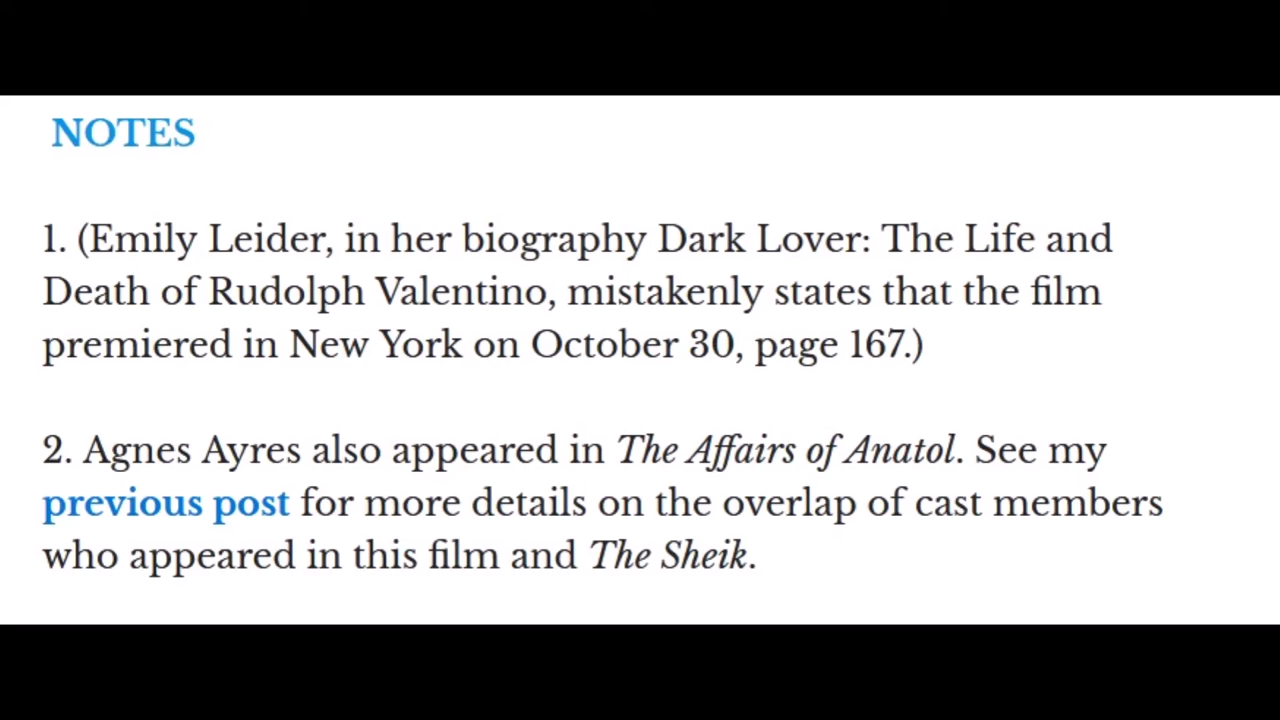 NOTES
1. (Emily Leider, in her biography Dark Lover: The Life and
Death of Rudolph Valentino, mistakenly states that the film
premiered in New York on October 30, page 167.)
2. Agnes Ayres also appeared in The Affairs of Anatol. See my
previous post for more details on the overlap of cast members
who appeared in this film and The Sheik.